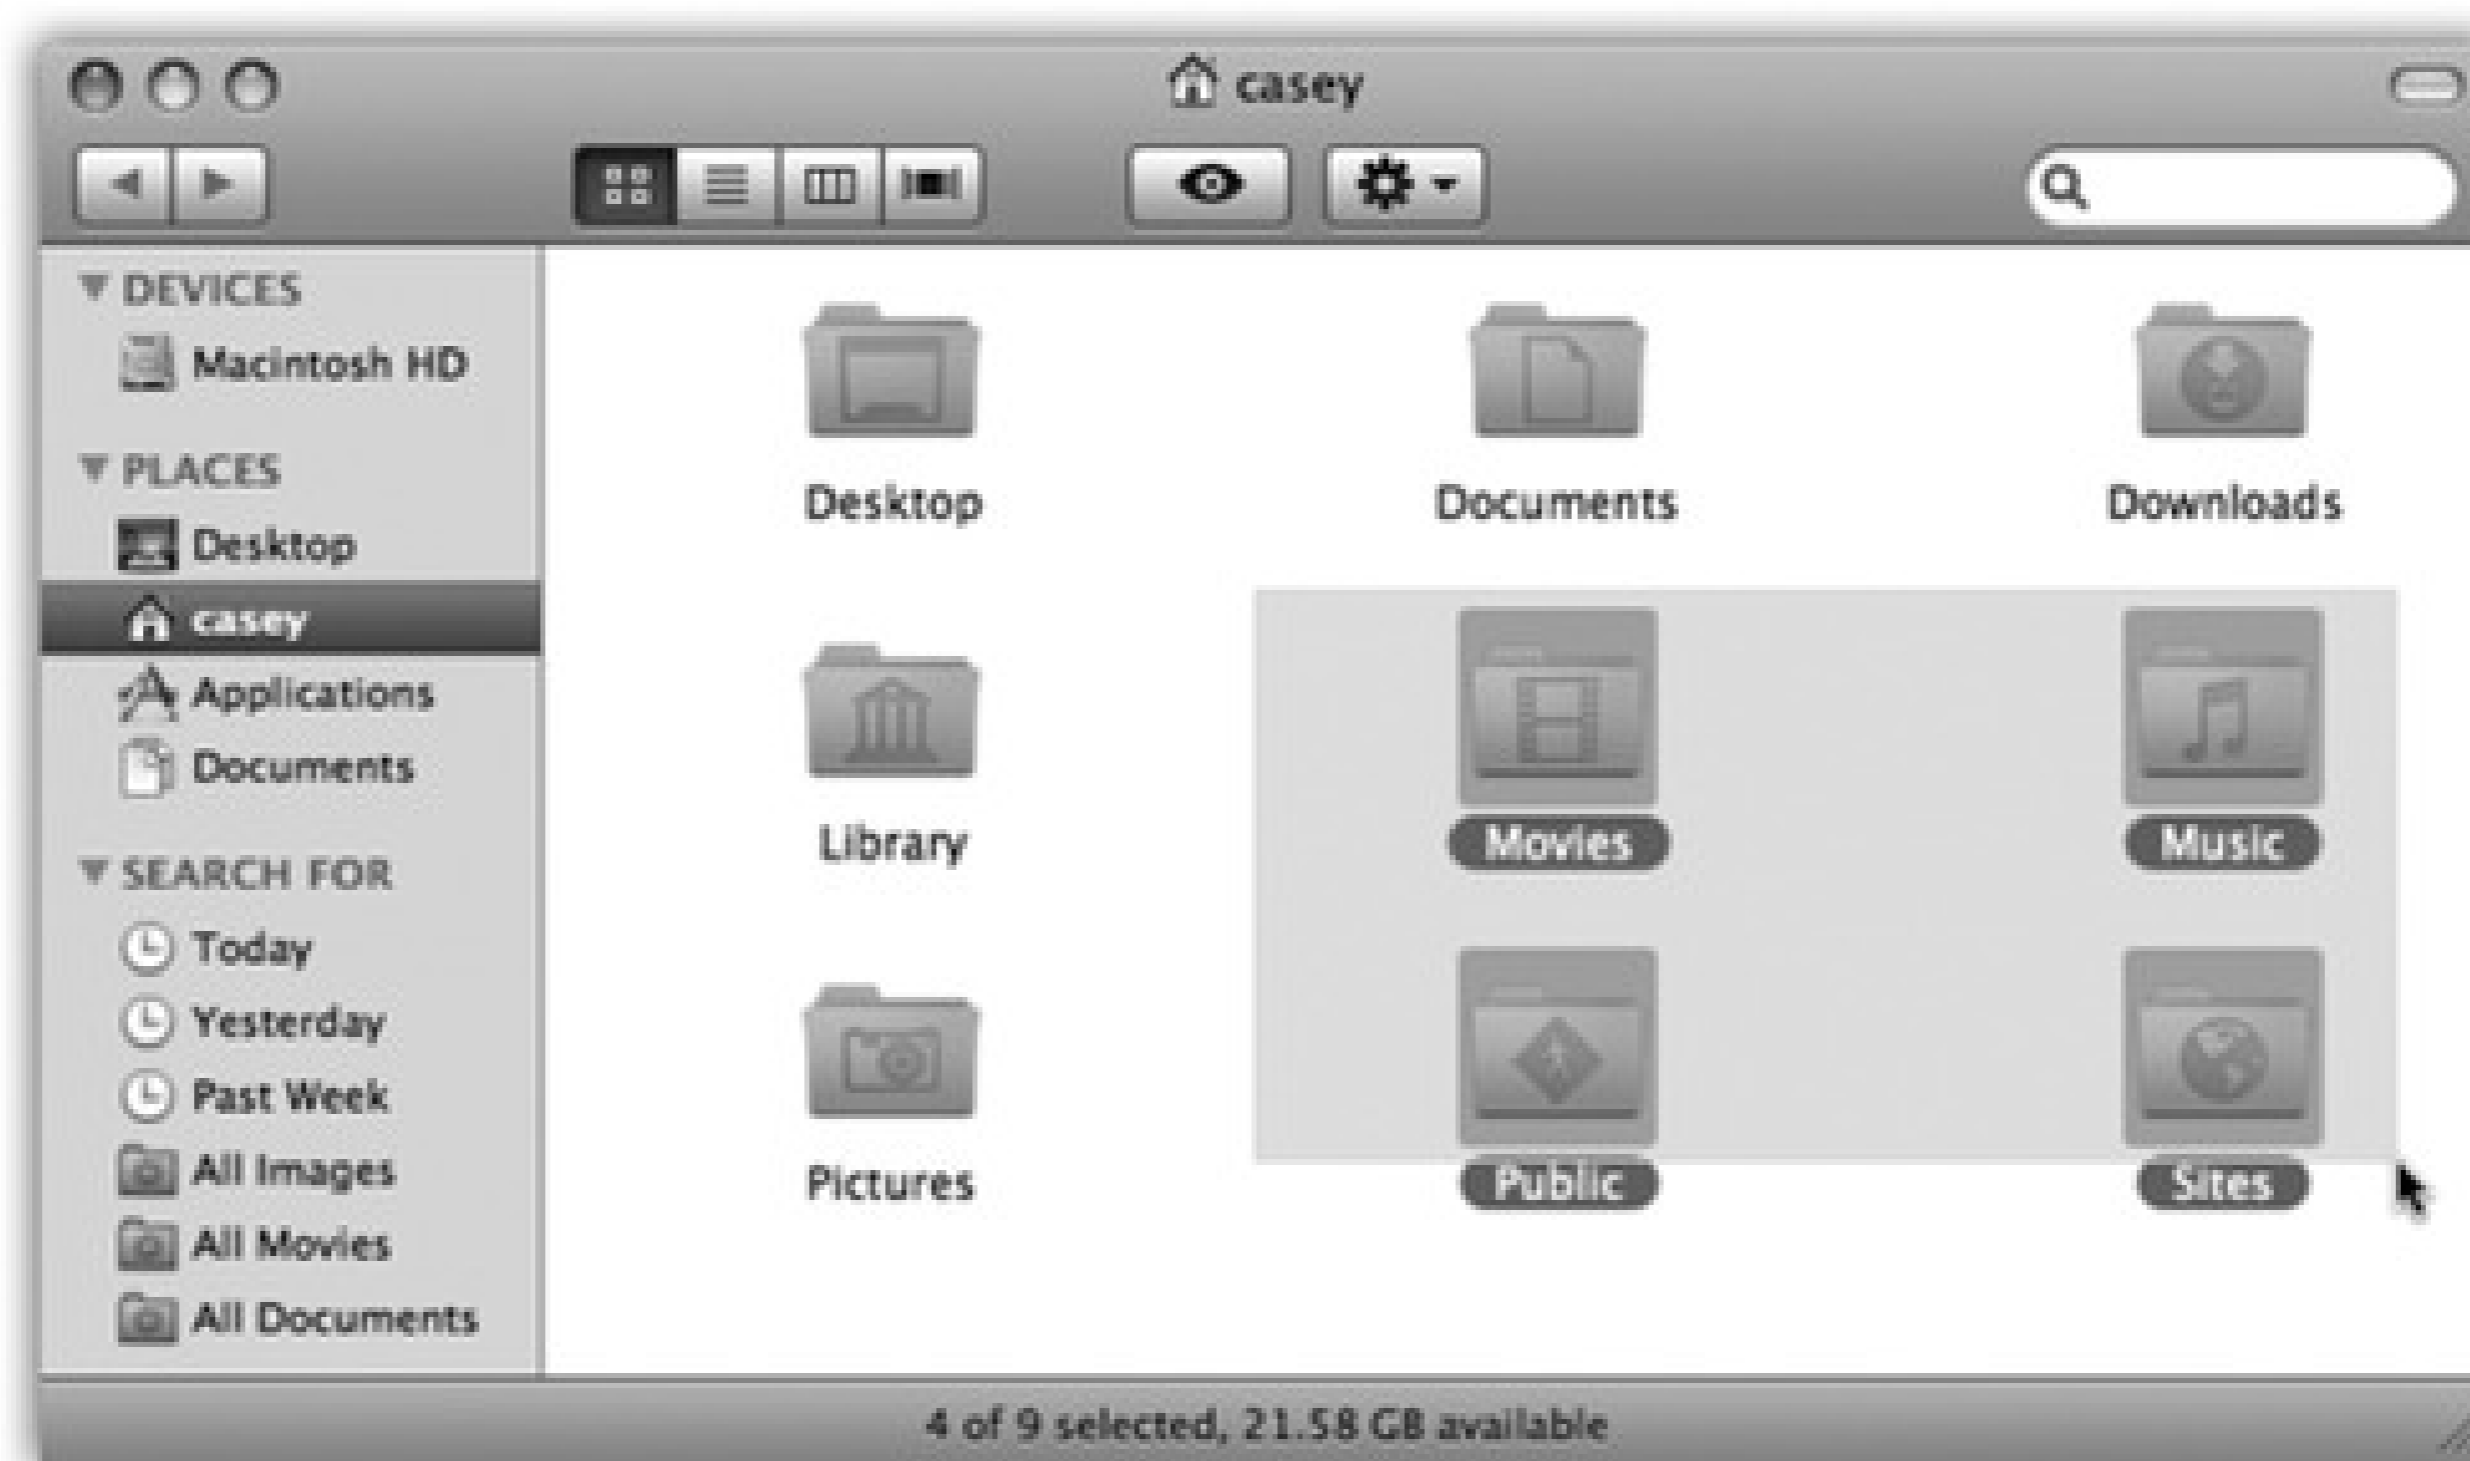 casey
DEVICES
Macintosh HD
PLACES
Desktop
casey
Applications
Documents
SEARCH FOR
Today
Yesterday
Past Week
All Images
All Movies
All Documents
Desktop Documents Downloads
Library Movies Music
Pictures Public Sites
4 of 9 selected, 21.58 GB available